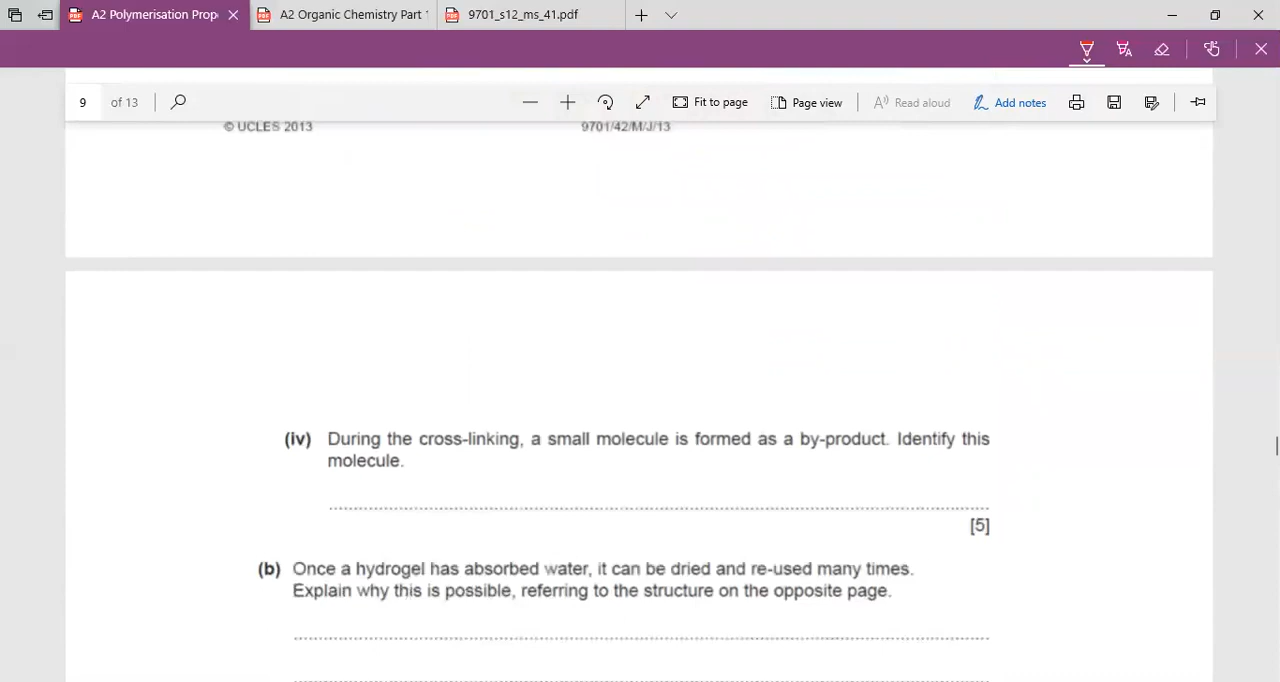 A2 Polymerisation Prop
A2 Organic Chemistry Part 1
9701_s12_ms_41.pdf
9 of 13
Fit to page
Page view
Read aloud
Add notes
© UCLES 2013
9701/42/M/J/13
(iv) During the cross-linking, a small molecule is formed as a by-product. Identify this
molecule.
[5]
(b) Once a hydrogel has absorbed water, it can be dried and re-used many times.
Explain why this is possible, referring to the structure on the opposite page.